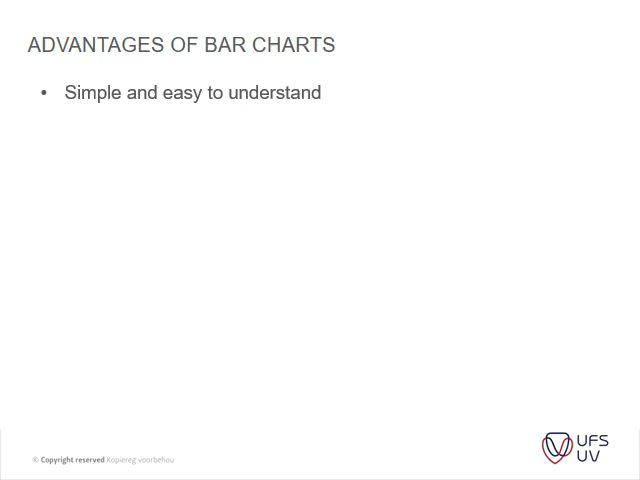 ADVANTAGES OF BAR CHARTS
• Simple and easy to understand
© Copyright reserved Kopiereg voorbehou
UFS
UV